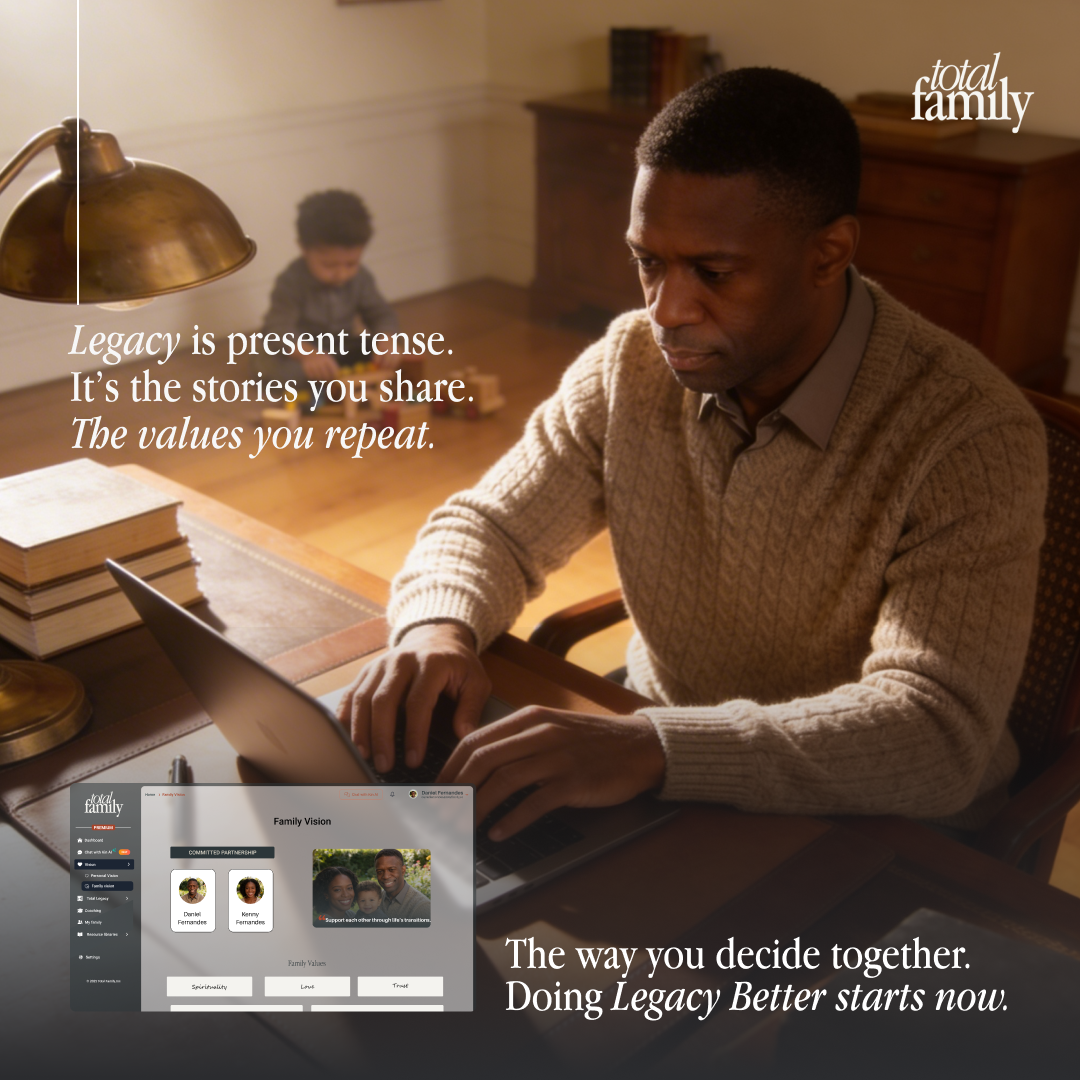 total
family
Legacy is present tense.
It's the stories you share.
The values you repeat.
total
family
PREMIUM
Home > Family Vision
Daniel Fernandes
Dashboard
Vision
Personal Vision
Family vision
Total Legacy
Coaching
My Family
Resource libraries
Settings
Family Vision
COMMITTED PARTNERSHIP
Daniel
Fernandes
Kenny
Fernandes
Support each other through life's transitions.
Family Values
Spirituality
Love
Trust
The way you decide together.
Doing Legacy Better starts now.